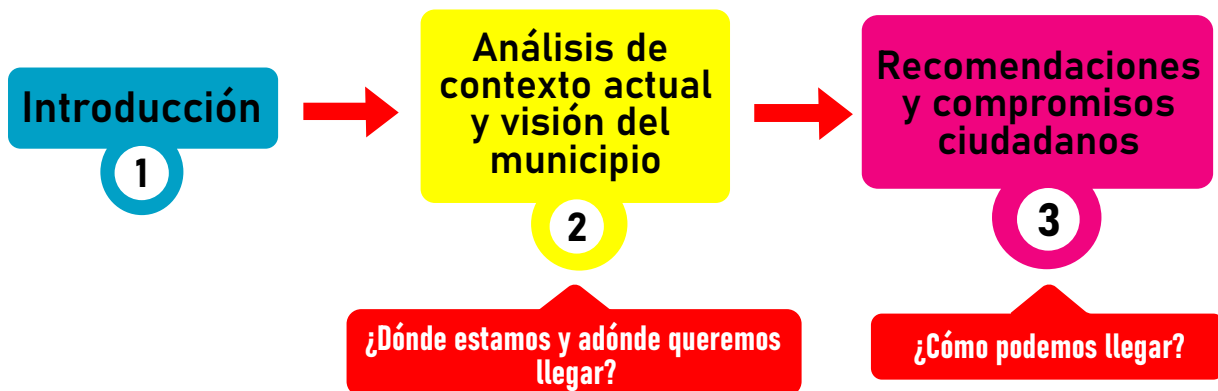 Introducción
1
Análisis de
contexto actual
y visión del
municipio
2
¿Dónde estamos y adónde queremos
llegar?
Recomendaciones
y compromisos
ciudadanos
3
¿Cómo podemos llegar?